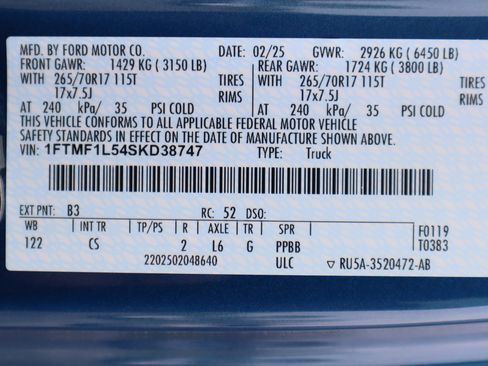 MFD. BY FORD MOTOR CO. DATE: 02/25 GVWR: 2926 KG ( 6450 LB)
FRONT GAWR: 1429 KG ( 3150 LB) REAR GAWR: 1724 KG ( 3800 LB)
WITH 265/70R17 115T TIRES WITH 265/70R17 115T TIRES
17x7.5J RIMS 17x7.5J RIMS
AT 240 kPa/ 35 PSI COLD AT 240 kPa/ 35 PSI COLD
THIS VEHICLE CONFORMS TO ALL APPLICABLE FEDERAL MOTOR VEHICLE
SAFETY STANDARDS IN EFFECT ON THE DATE OF MANUFACTURE SHOWN ABOVE.
VIN: 1FTMF1L54SKD38747 TYPE: Truck
EXT PNT: B3 RC: 52 DSO:
WB INT TR TP/PS R AXLE TR SPR F0119
122 CS 2 L6 G PPBB T0383
2202502048640 ULC ▽ RU5A-3520472-AB